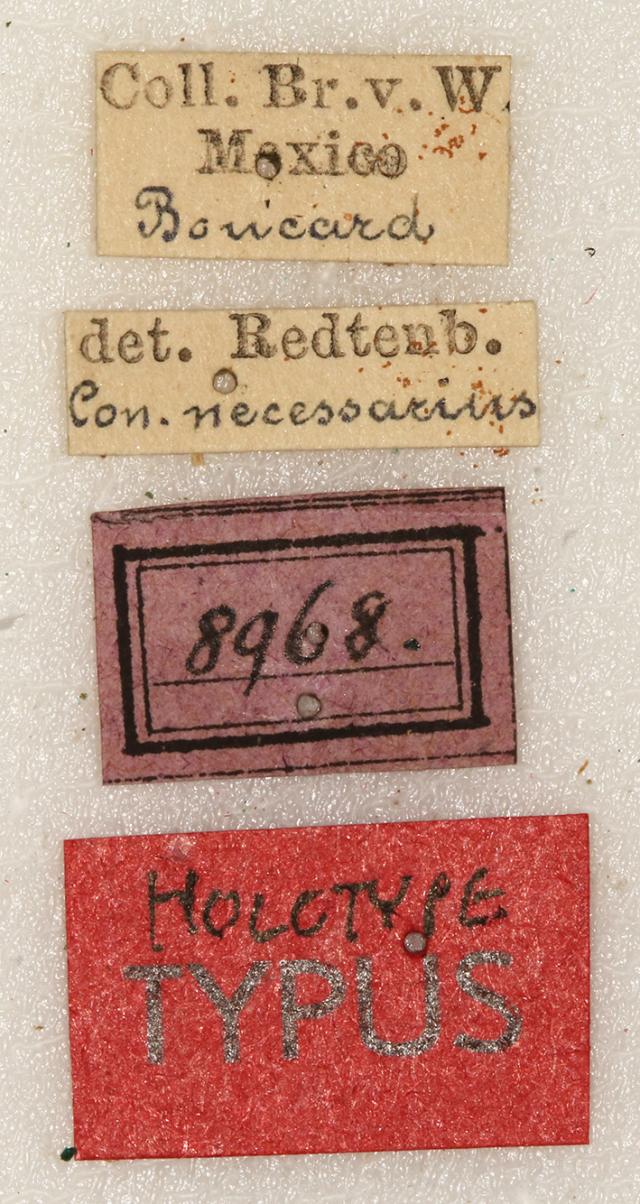 Coll. Br.v.W.
Mexico
Boucard
det. Redtenb.
Con. necessarius
8968.
HOLOTYPE
TYPUS